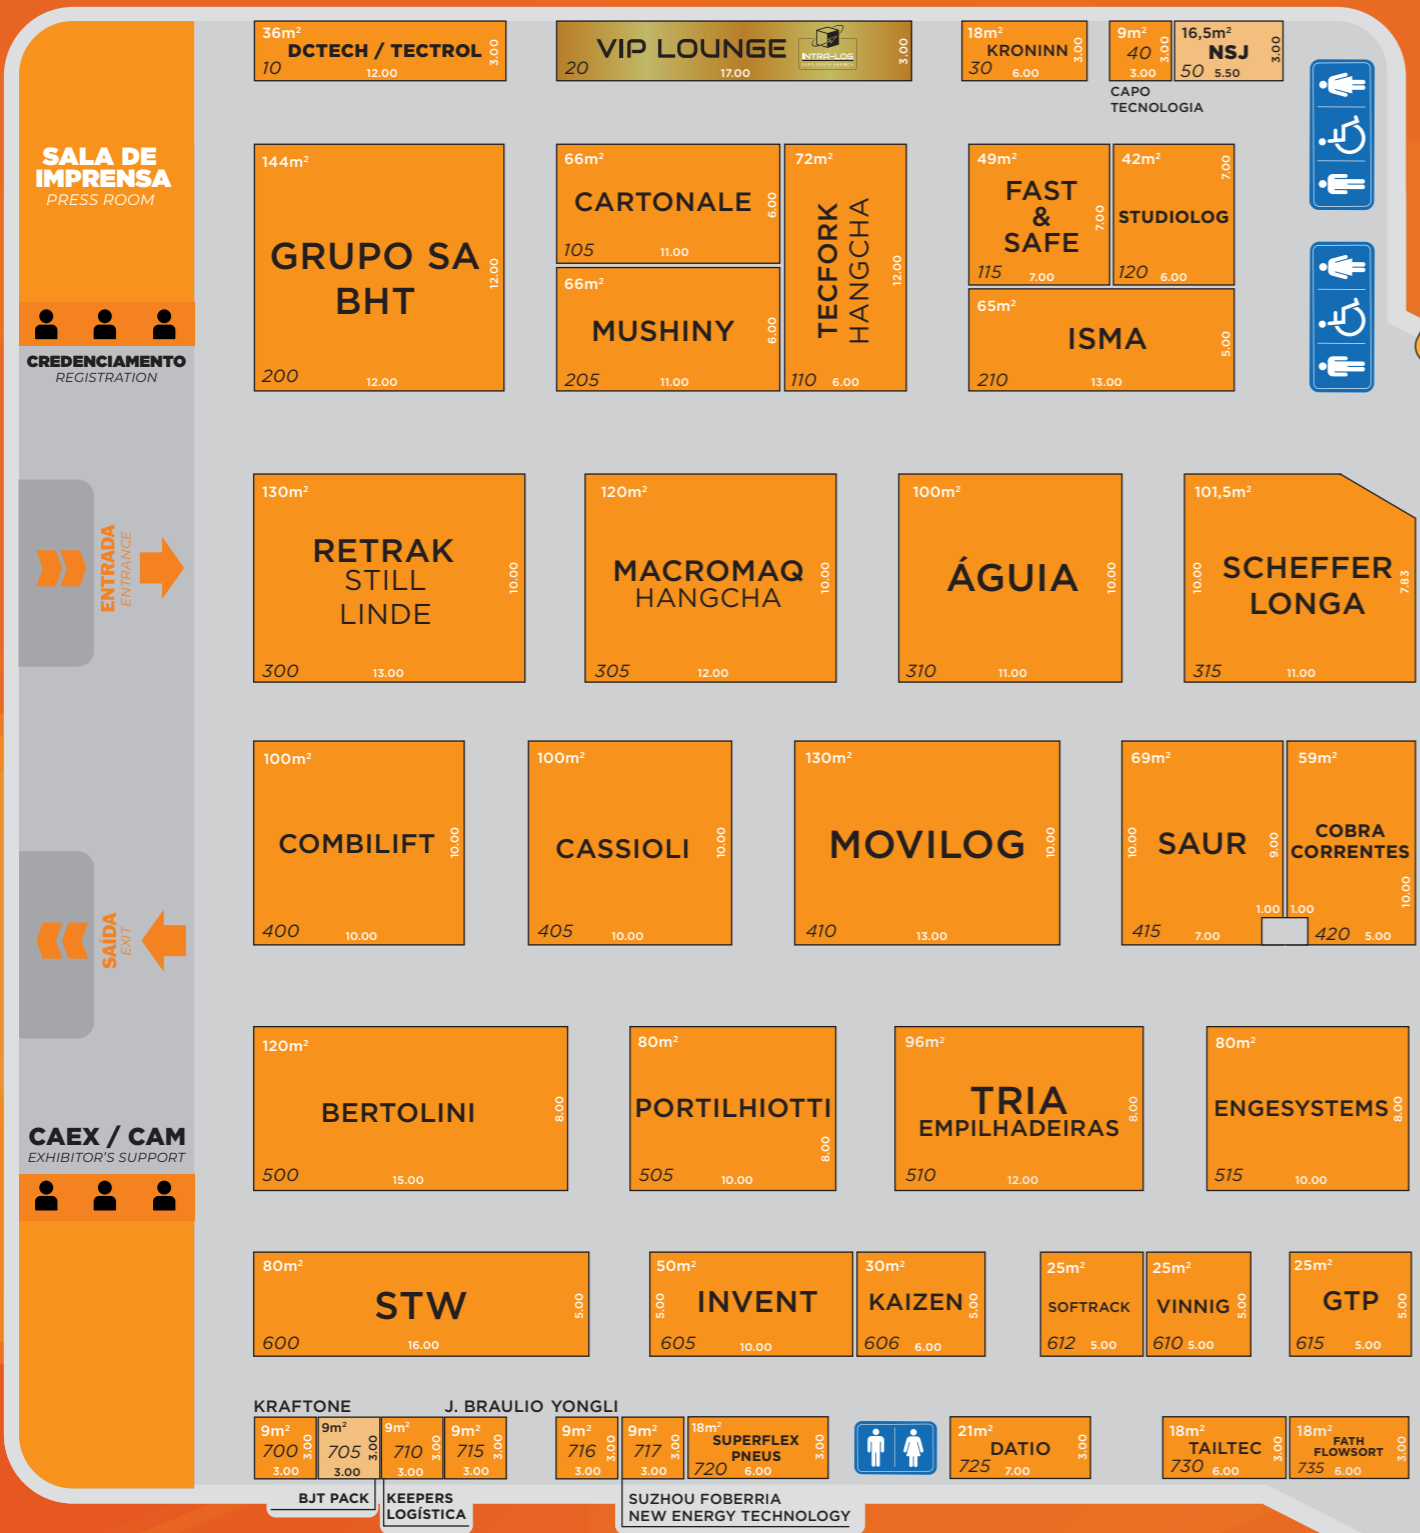 36m²
DCTECH / TECTROL
10
12.00
3.00
VIP LOUNGE
INTRA-LOG
20
17.00
3.00
18m²
KRONINN
30
6.00
3.00
9m²
40
3.00
3.00
CAPO
TECNOLOGIA
16,5m²
NSJ
50
5.50
3.00
SALA DE
IMPRENSA
PRESS ROOM
CREDENCIAMENTO
REGISTRATION
144m²
GRUPO SA
BHT
200
12.00
12.00
66m²
CARTONALE
105
11.00
6.00
66m²
MUSHINY
205
11.00
6.00
72m²
TECFORK
HANGCHA
110
6.00
12.00
49m²
FAST
&
SAFE
115
7.00
7.00
42m²
STUDIOLOG
120
6.00
7.00
65m²
ISMA
210
13.00
5.00
ENTRADA
ENTRANCE
130m²
RETRAK
STILL
LINDE
300
13.00
10.00
120m²
MACROMAQ
HANGCHA
305
12.00
10.00
100m²
ÁGUIA
310
11.00
10.00
101,5m²
SCHEFFER
LONGA
315
11.00
10.00
7.83
SAÍDA
EXIT
100m²
COMBILIFT
400
10.00
10.00
100m²
CASSIOLI
405
10.00
10.00
130m²
MOVILOG
410
13.00
10.00
69m²
SAUR
415
7.00
10.00
9.00
1.00
59m²
COBRA
CORRENTES
420
5.00
10.00
1.00
CAEX / CAM
EXHIBITOR'S SUPPORT
120m²
BERTOLINI
500
15.00
8.00
80m²
PORTILHIOTTI
505
10.00
8.00
96m²
TRIA
EMPILHADEIRAS
510
12.00
8.00
80m²
ENGESYSTEMS
515
10.00
8.00
80m²
STW
600
16.00
5.00
50m²
INVENT
605
10.00
5.00
30m²
KAIZEN
606
6.00
5.00
25m²
SOFTRACK
612
5.00
25m²
VINNIG
610
5.00
5.00
25m²
GTP
615
5.00
5.00
KRAFTONE
9m²
700
3.00
3.00
9m²
705
3.00
3.00
BJT PACK
9m²
710
3.00
3.00
KEEPERS
LOGÍSTICA
J. BRAULIO
9m²
715
3.00
3.00
YONGLI
9m²
716
3.00
3.00
9m²
717
3.00
3.00
SUZHOU FOBERRIA
NEW ENERGY TECHNOLOGY
18m²
SUPERFLEX
PNEUS
720
6.00
3.00
21m²
DATIO
725
7.00
3.00
18m²
TAILTEC
730
6.00
3.00
18m²
FATH
FLOWSORT
735
6.00
3.00